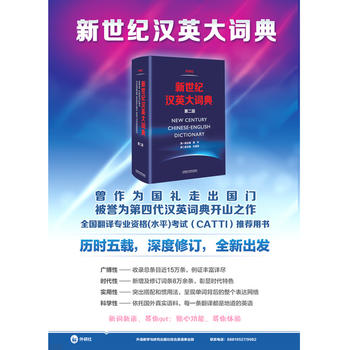 新世纪汉英大词典
新世纪
汉英大词典
第二版
NEW CENTURY
CHINESE-ENGLISH
DICTIONARY
曾作为国礼走出国门
被誉为第四代汉英词典开山之作
全国翻译专业资格(水平)考试（CATTI）推荐用书
历时五载，深度修订，全新出发
广博性 —— 收录总条目近15万条，例证丰富详尽
时代性 —— 新增及修订词条8万余条，彰显时代特色
实用性 —— 突出搭配和惯用法，呈现单词背后的整个表达网络
科学性 —— 依托国外真实语料，每一条翻译都是地道的英语
外研社